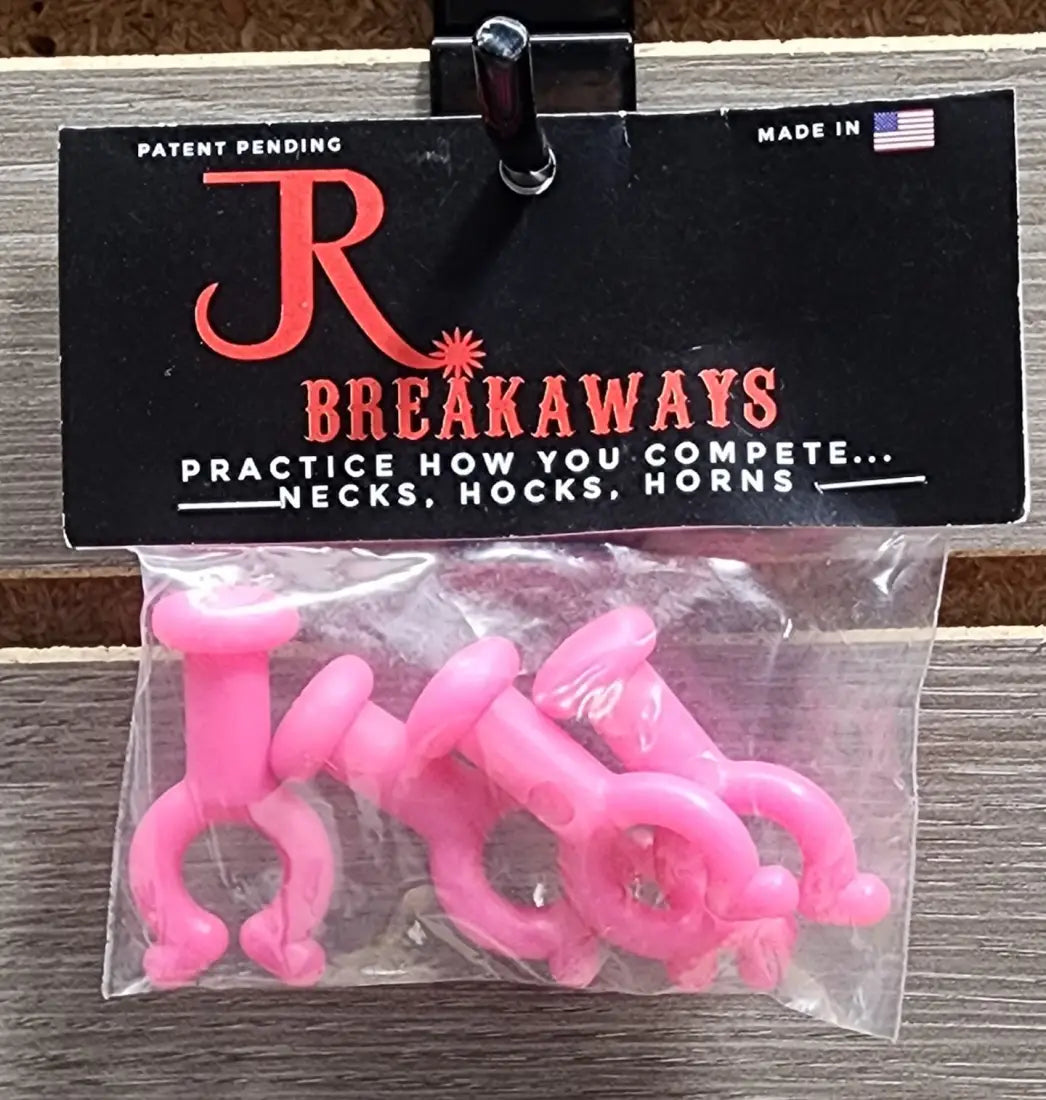 PATENT PENDING
MADE IN
JR
BREAKAWAYS
PRACTICE HOW YOU COMPETE...
NECKS, HOCKS, HORNS